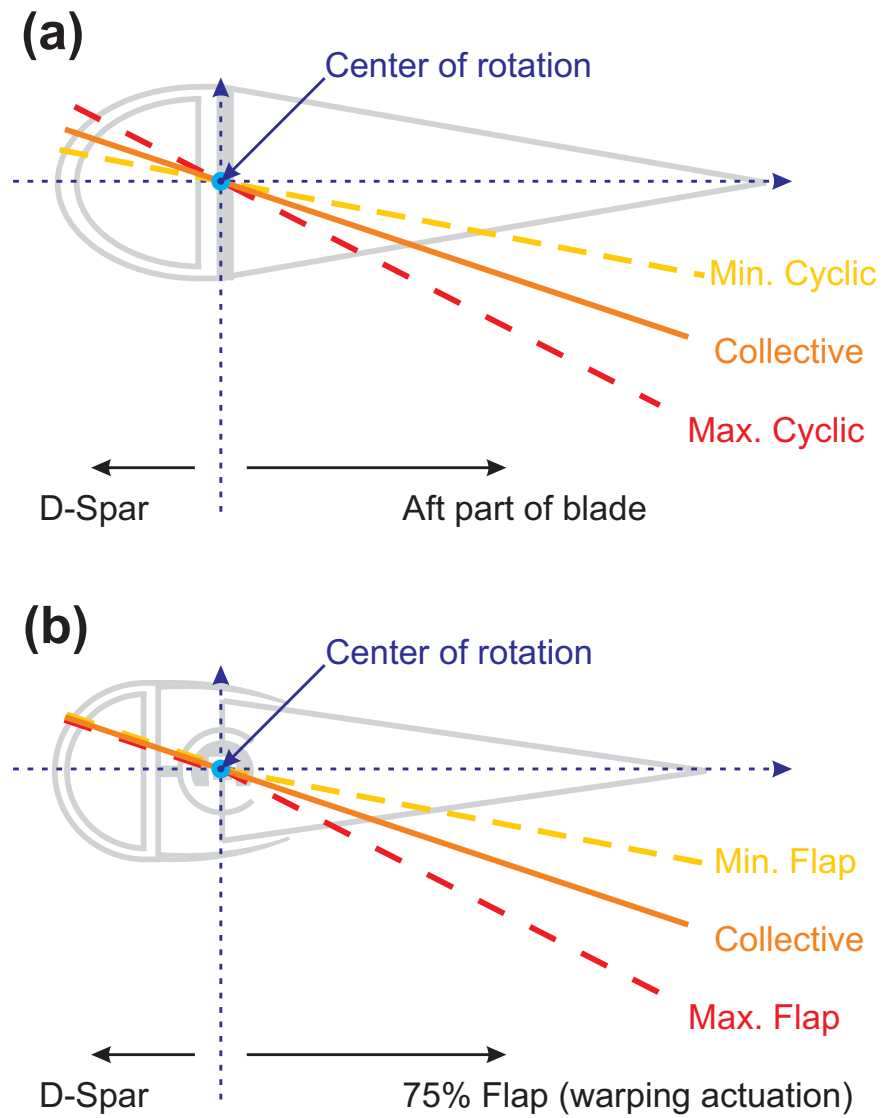 (a)
Center of rotation
Min. Cyclic
Collective
Max. Cyclic
D-Spar
Aft part of blade
(b)
Center of rotation
Min. Flap
Collective
Max. Flap
D-Spar
75% Flap (warping actuation)